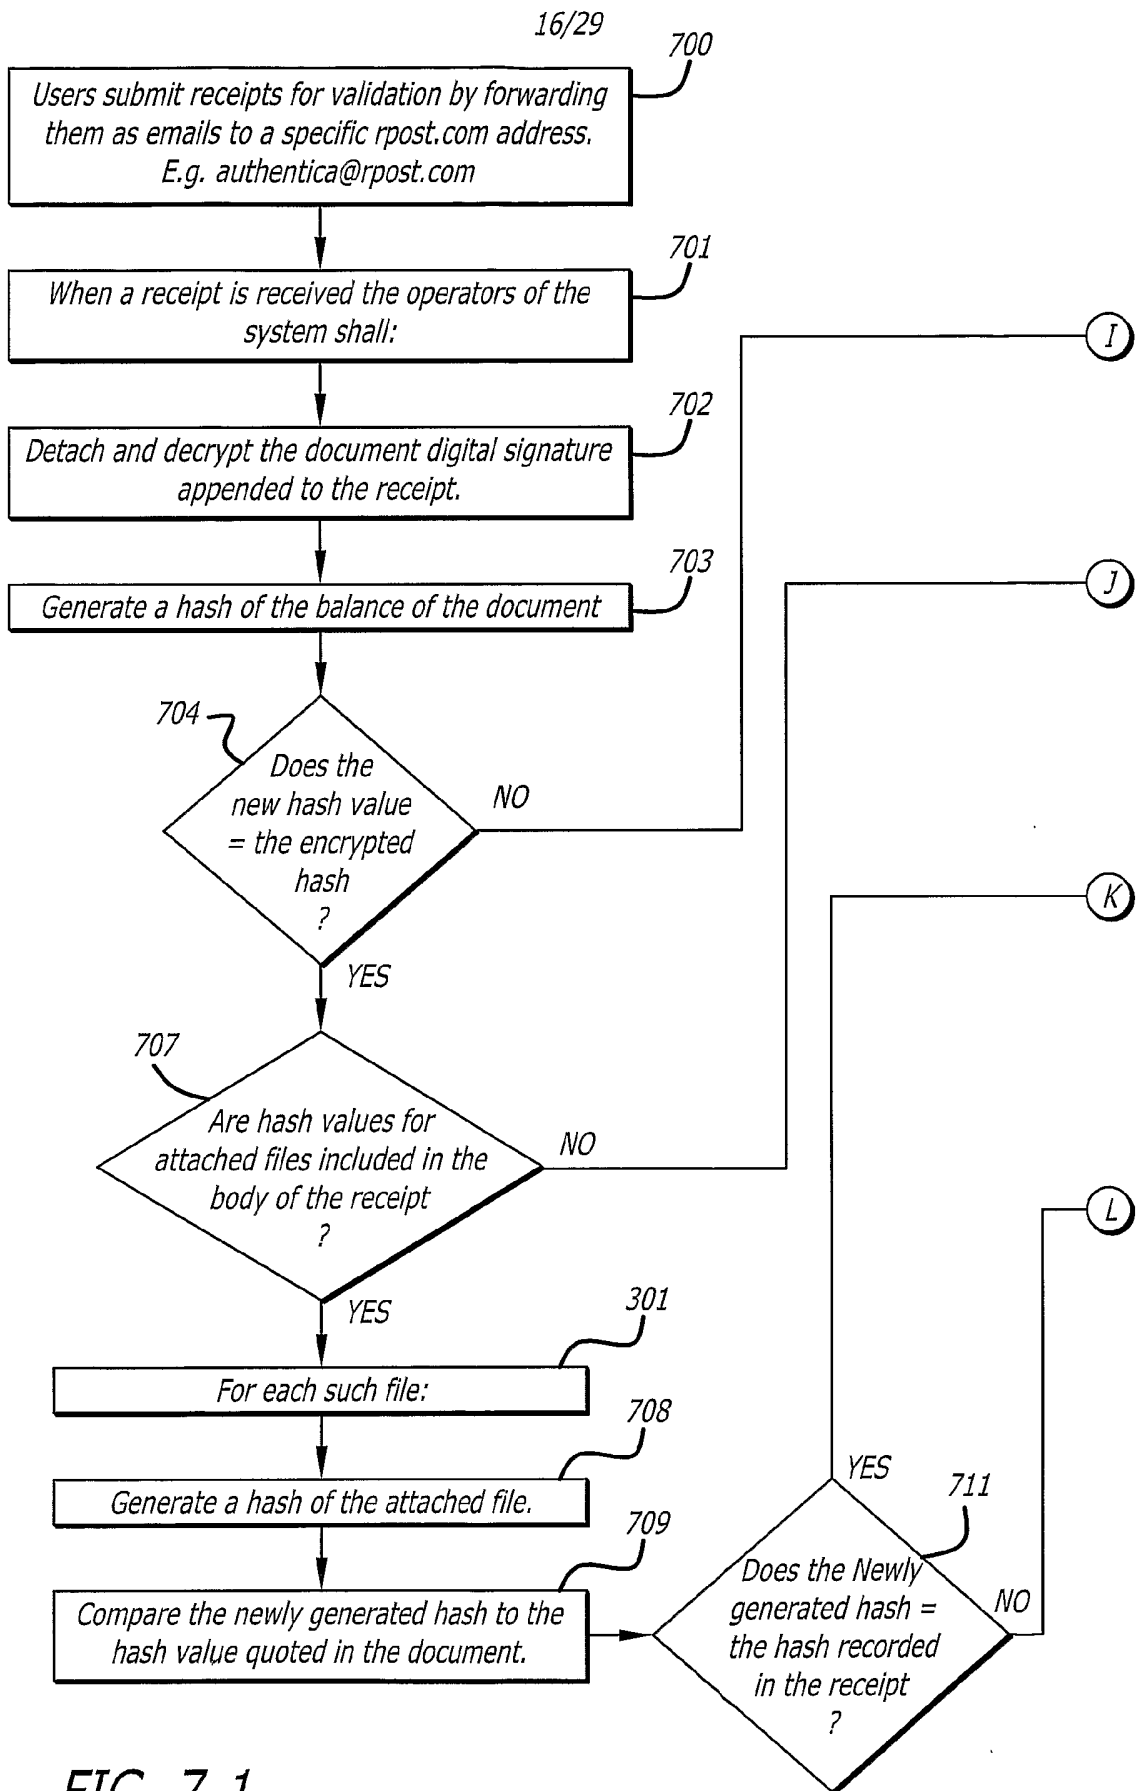 16/29
700
Users submit receipts for validation by forwarding
them as emails to a specific rpost.com address.
E.g. authentica@rpost.com
701
When a receipt is received the operators of the
system shall:
I
702
Detach and decrypt the document digital signature
appended to the receipt.
703
Generate a hash of the balance of the document
J
704
Does the
new hash value
= the encrypted
hash
?
NO
YES
K
707
Are hash values for
attached files included in the
body of the receipt
?
NO
YES
L
301
For each such file:
708
Generate a hash of the attached file.
709
Compare the newly generated hash to the
hash value quoted in the document.
YES
711
Does the Newly
generated hash =
the hash recorded
in the receipt
?
NO
FIG. 7-1